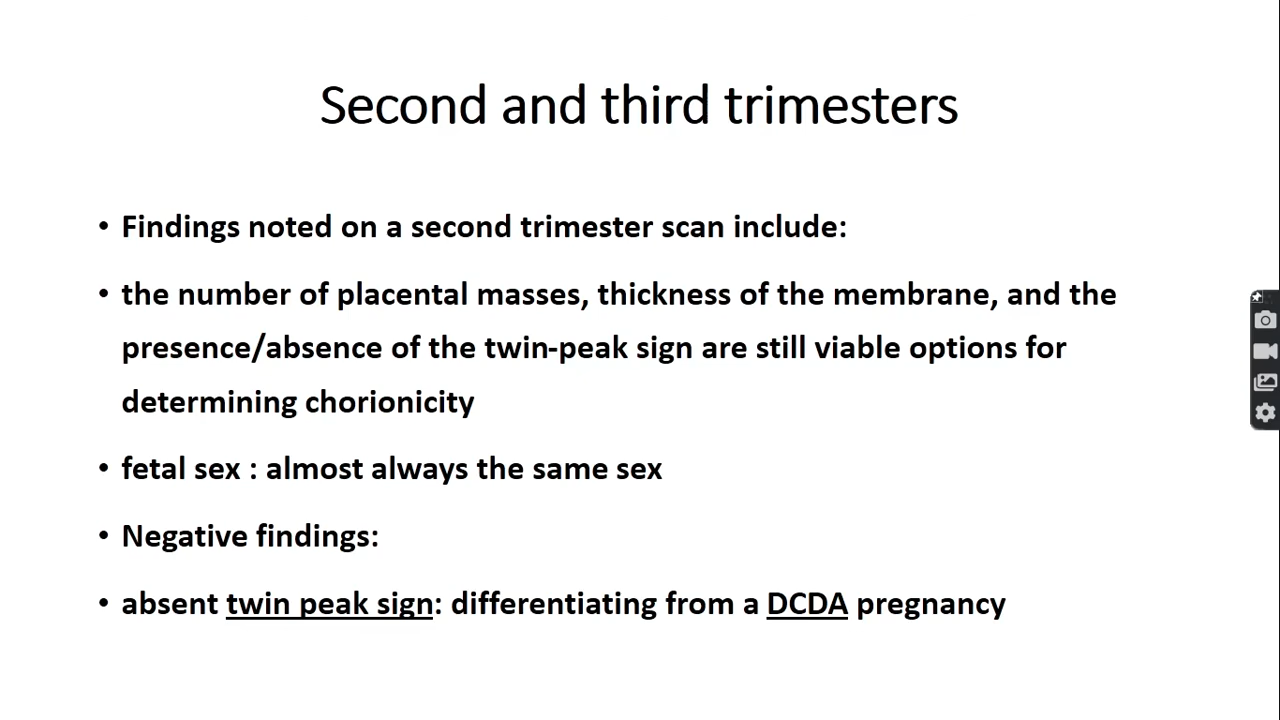 Second and third trimesters
• Findings noted on a second trimester scan include:
• the number of placental masses, thickness of the membrane, and the
presence/absence of the twin-peak sign are still viable options for
determining chorionicity
• fetal sex : almost always the same sex
• Negative findings:
• absent twin peak sign: differentiating from a DCDA pregnancy